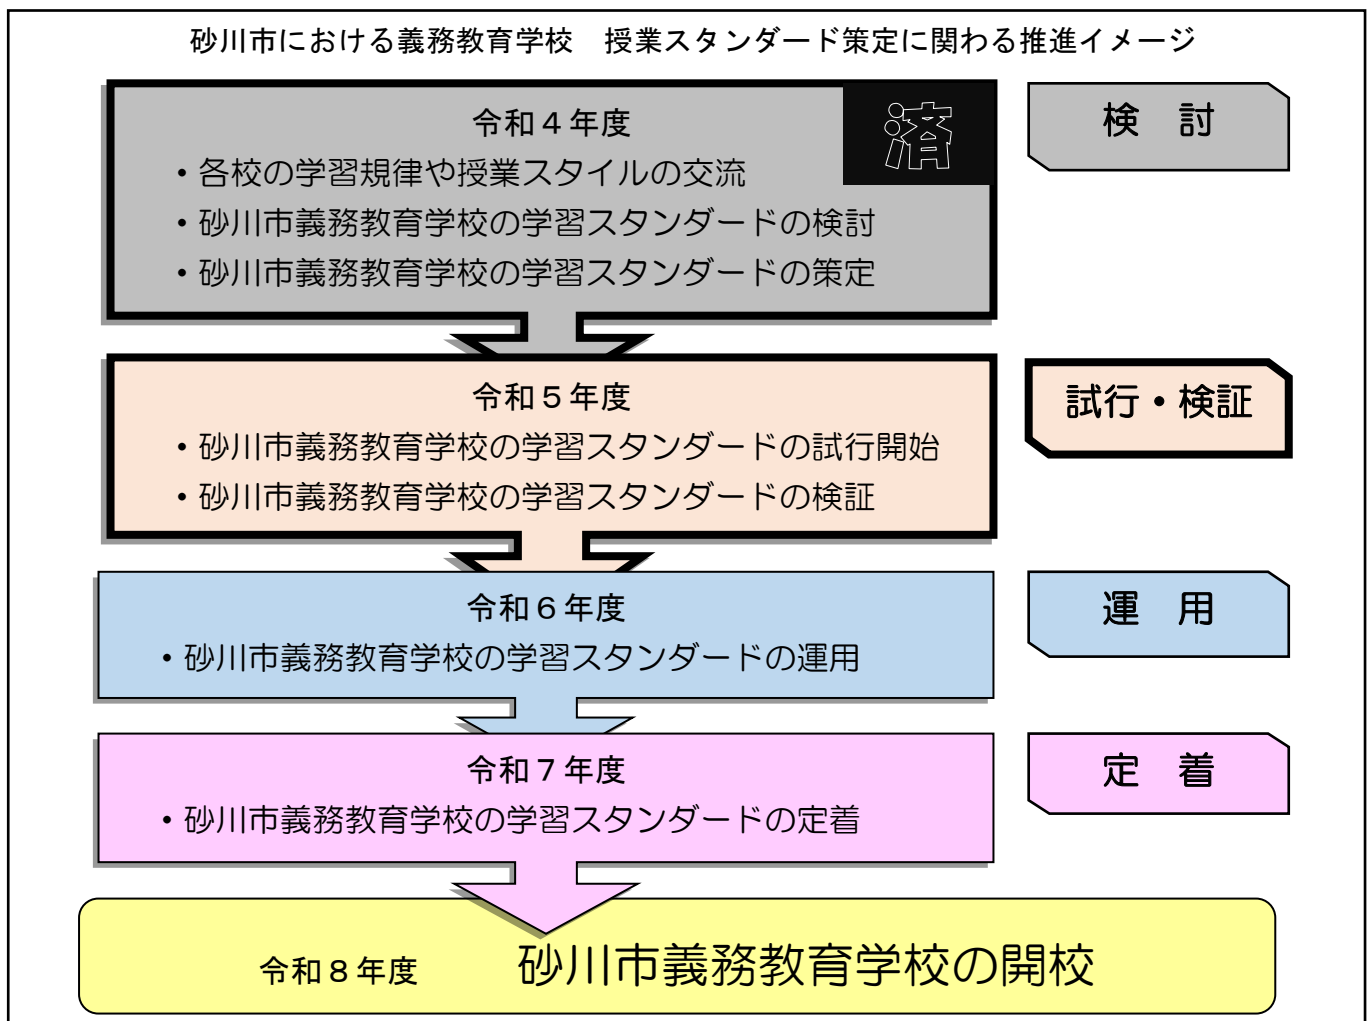 砂川市における義務教育学校　授業スタンダード策定に関わる推進イメージ
令和４年度
済
検　討
・各校の学習規律や授業スタイルの交流
・砂川市義務教育学校の学習スタンダードの検討
・砂川市義務教育学校の学習スタンダードの策定
令和５年度
試行・検証
・砂川市義務教育学校の学習スタンダードの試行開始
・砂川市義務教育学校の学習スタンダードの検証
令和６年度
運　用
・砂川市義務教育学校の学習スタンダードの運用
令和７年度
定　着
・砂川市義務教育学校の学習スタンダードの定着
令和８年度　砂川市義務教育学校の開校